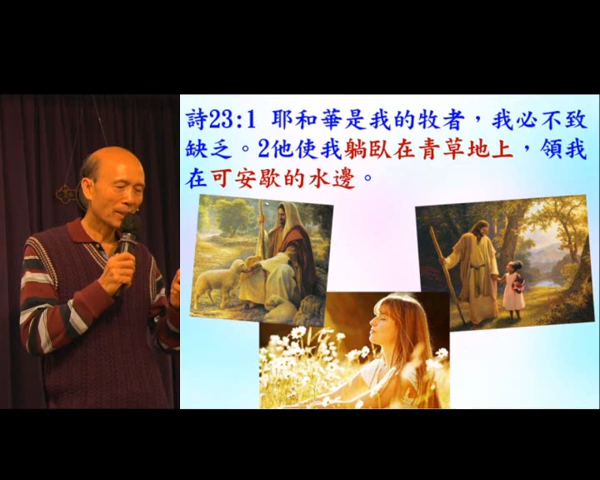 詩23:1 耶和華是我的牧者，我必不致
缺乏。2他使我躺臥在青草地上，領我
在可安歇的水邊。